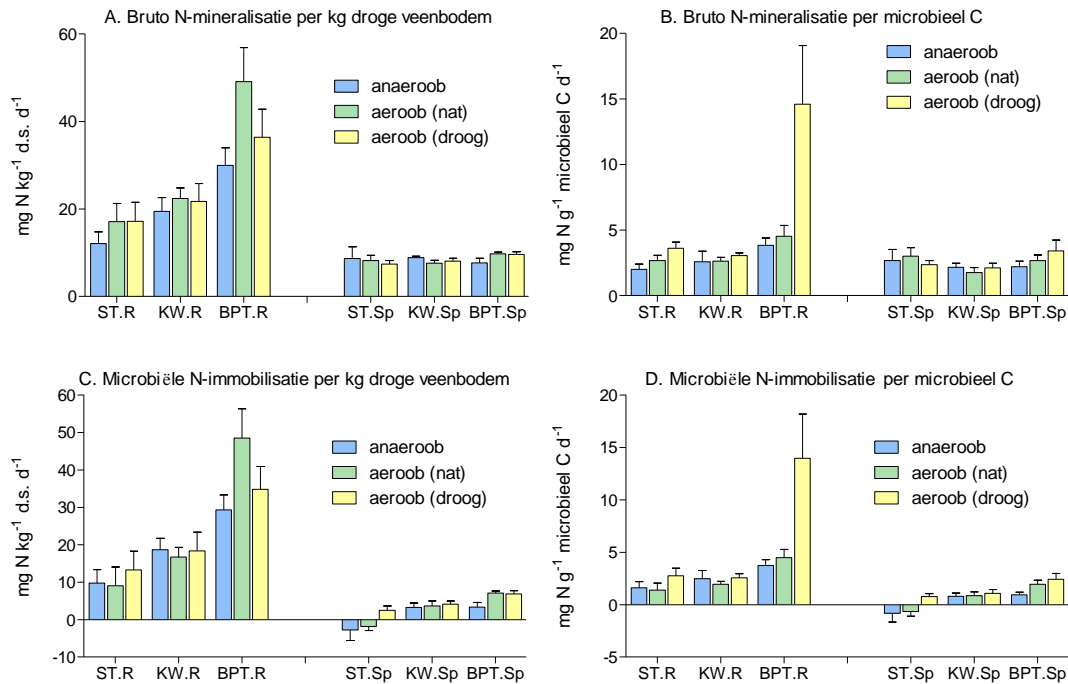 A. Bruto N-mineralisatie per kg droge veenbodem
mg N kg-1 d.s. d-1
60
40
20
0
anaeroob
aeroob (nat)
aeroob (droog)
ST.R KW.R BPT.R ST.Sp KW.Sp BPT.Sp
B. Bruto N-mineralisatie per microbieel C
mg N g-1 microbieel C d-1
20
15
10
5
0
anaeroob
aeroob (nat)
aeroob (droog)
ST.R KW.R BPT.R ST.Sp KW.Sp BPT.Sp
C. Microbiële N-immobilisatie per kg droge veenbodem
mg N kg-1 d.s. d-1
60
50
40
30
20
10
0
-10
anaeroob
aeroob (nat)
aeroob (droog)
ST.R KW.R BPT.R ST.Sp KW.Sp BPT.Sp
D. Microbiële N-immobilisatie per microbieel C
mg N g-1 microbieel C d-1
20
15
10
5
0
-5
anaeroob
aeroob (nat)
aeroob (droog)
ST.R KW.R BPT.R ST.Sp KW.Sp BPT.Sp